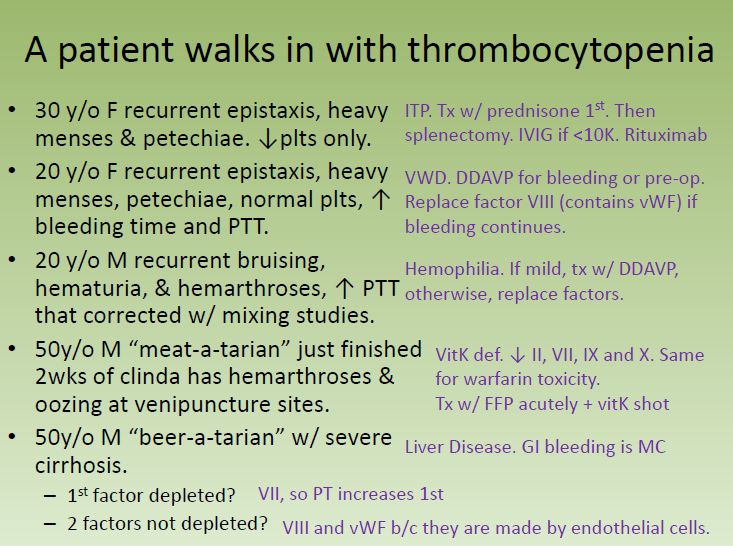 A patient walks in with thrombocytopenia
• 30 y/o F recurrent epistaxis, heavy
menses & petechiae. ↓plts only.
ITP. Tx w/ prednisone 1st. Then
splenectomy. IVIG if <10K. Rituximab
• 20 y/o F recurrent epistaxis, heavy
menses, petechiae, normal plts, ↑
bleeding time and PTT.
VWD. DDAVP for bleeding or pre-op.
Replace factor VIII (contains vWF) if
bleeding continues.
• 20 y/o M recurrent bruising,
hematuria, & hemarthroses, ↑ PTT
that corrected w/ mixing studies.
Hemophilia. If mild, tx w/ DDAVP,
otherwise, replace factors.
• 50y/o M “meat-a-tarian” just finished
2wks of clinda has hemarthroses &
oozing at venipuncture sites.
VitK def. ↓ II, VII, IX and X. Same
for warfarin toxicity.
Tx w/ FFP acutely + vitK shot
• 50y/o M “beer-a-tarian” w/ severe
cirrhosis.
Liver Disease. GI bleeding is MC
– 1st factor depleted?
VII, so PT increases 1st
– 2 factors not depleted?
VIII and vWF b/c they are made by endothelial cells.